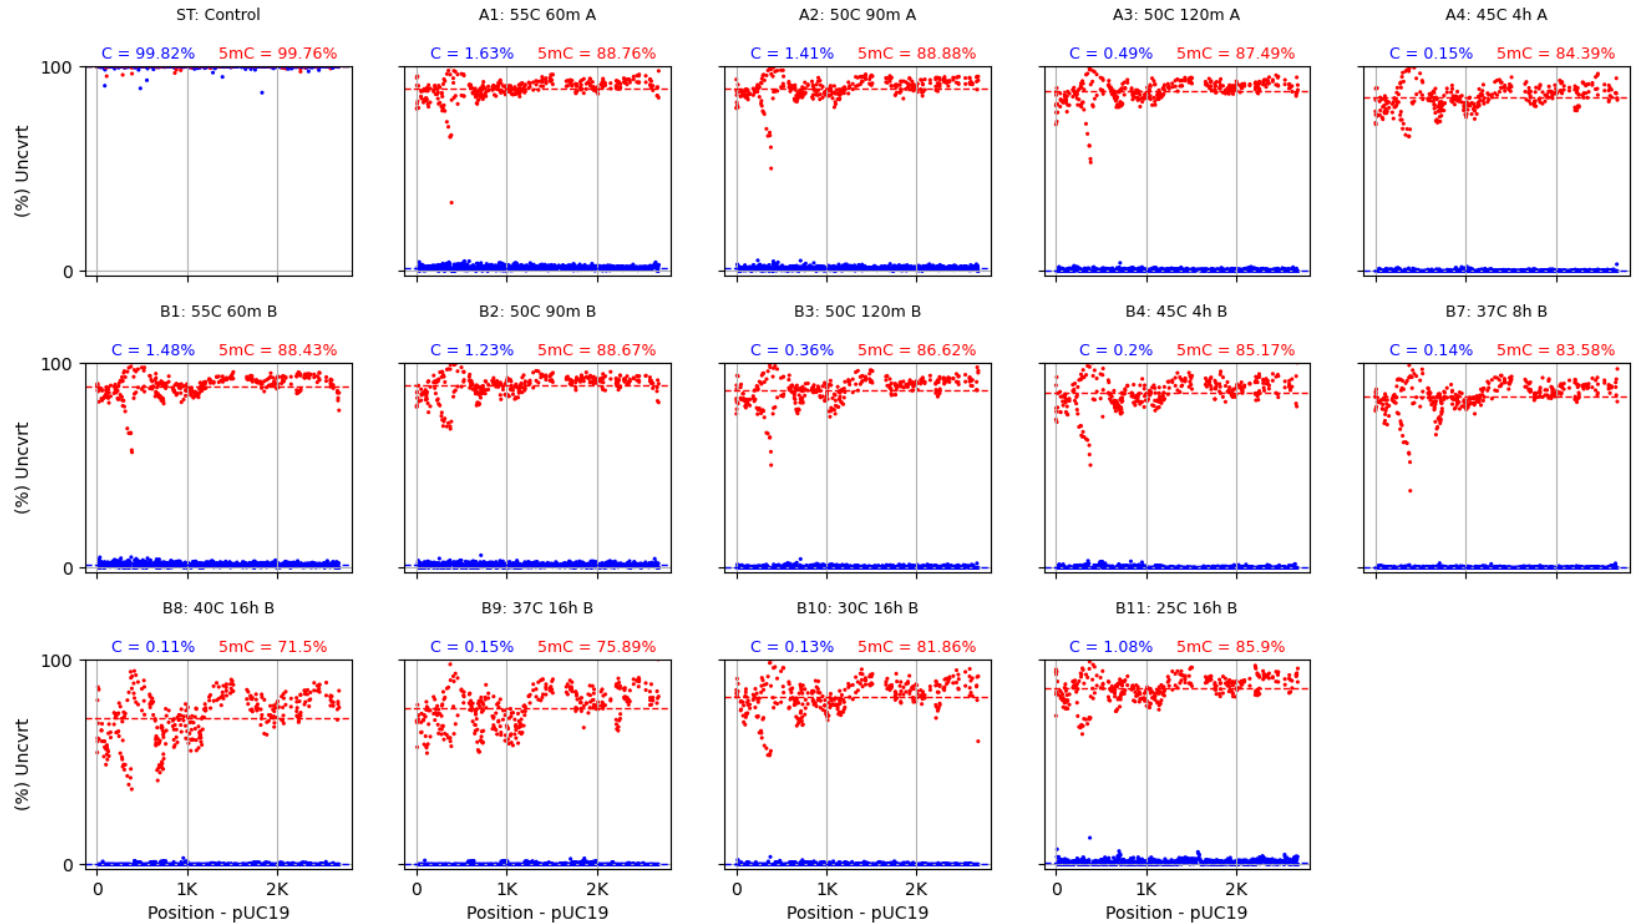 ST: Control
C = 99.82% 5mC = 99.76%
A1: 55C 60m A
C = 1.63% 5mC = 88.76%
A2: 50C 90m A
C = 1.41% 5mC = 88.88%
A3: 50C 120m A
C = 0.49% 5mC = 87.49%
A4: 45C 4h A
C = 0.15% 5mC = 84.39%
(%) Uncvrt
100
0
B1: 55C 60m B
C = 1.48% 5mC = 88.43%
B2: 50C 90m B
C = 1.23% 5mC = 88.67%
B3: 50C 120m B
C = 0.36% 5mC = 86.62%
B4: 45C 4h B
C = 0.2% 5mC = 85.17%
B7: 37C 8h B
C = 0.14% 5mC = 83.58%
(%) Uncvrt
100
0
B8: 40C 16h B
C = 0.11% 5mC = 71.5%
B9: 37C 16h B
C = 0.15% 5mC = 75.89%
B10: 30C 16h B
C = 0.13% 5mC = 81.86%
B11: 25C 16h B
C = 1.08% 5mC = 85.9%
(%) Uncvrt
100
0
0 1K 2K
Position - pUC19
0 1K 2K
Position - pUC19
0 1K 2K
Position - pUC19
0 1K 2K
Position - pUC19